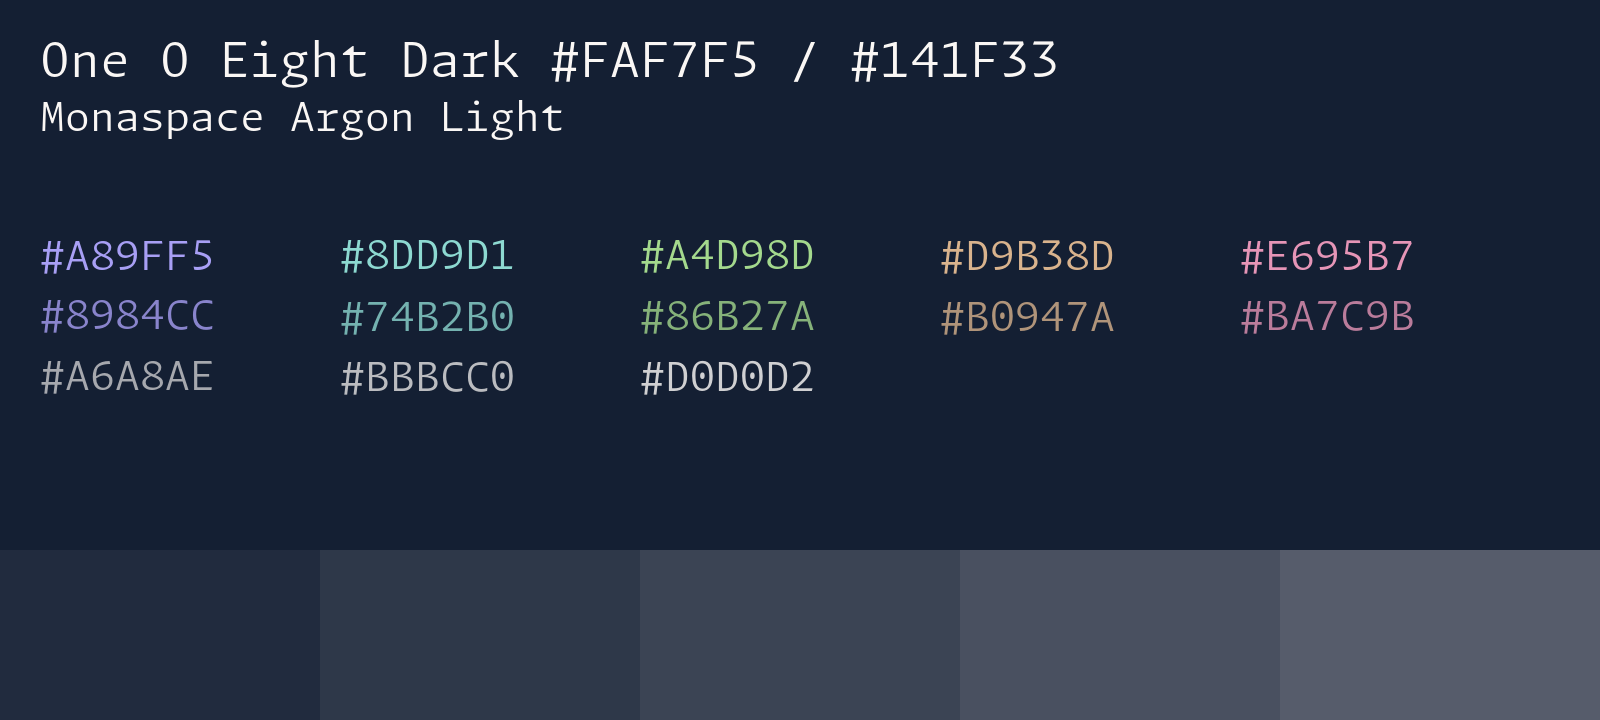 One O Eight Dark #FAF7F5 / #141F33
Monaspace Argon Light
#A89FF5 #8DD9D1 #A4D98D #D9B38D #E695B7
#8984CC #74B2B0 #86B27A #B0947A #BA7C9B
#A6A8AE #BBBCC0 #D0D0D2